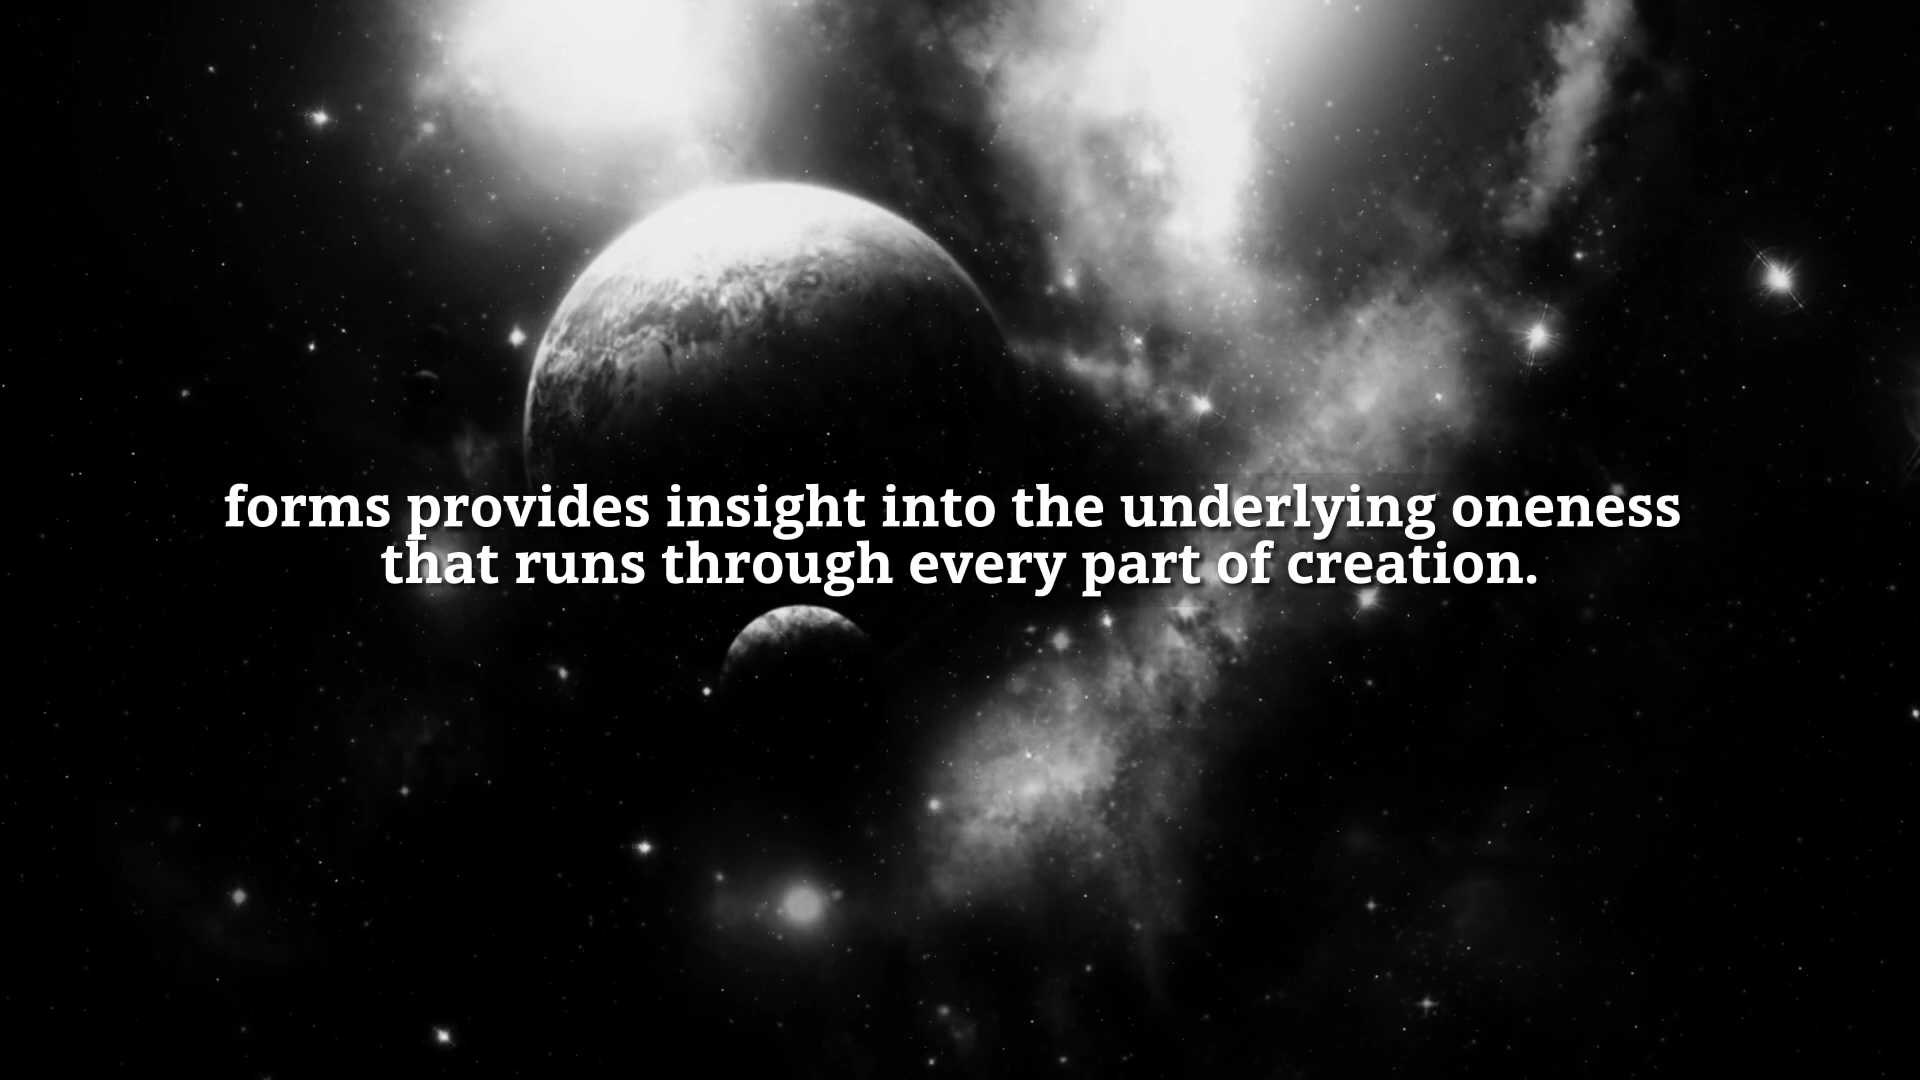 forms provides insight into the underlying oneness
that runs through every part of creation.